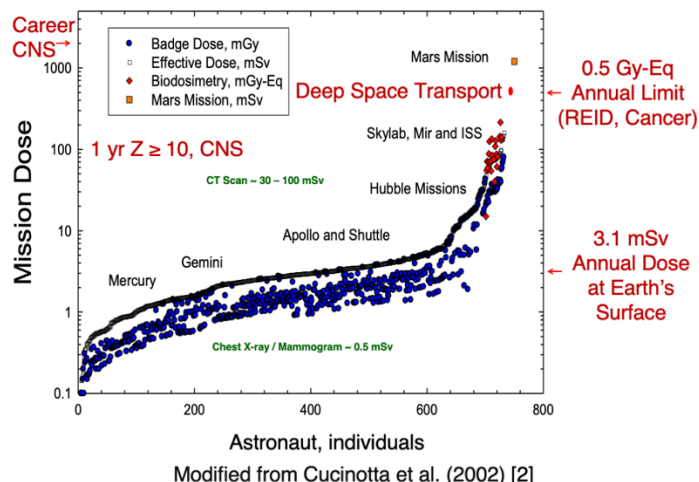 Career
CNS
Badge Dose, mGy
Effective Dose, mSv
Biodosimetry, mGy-Eq
Mars Mission, mSv
Mars Mission
Deep Space Transport
0.5 Gy-Eq
Annual Limit
(REID, Cancer)
Skylab, Mir and ISS
1 yr Z ≥ 10, CNS
CT Scan ~ 30 – 100 mSv
Hubble Missions
Apollo and Shuttle
Gemini
Mercury
3.1 mSv
Annual Dose
at Earth's
Surface
Chest X-ray / Mammogram ~ 0.5 mSv
Mission Dose
1000
100
10
1
0.1
0
200
400
600
800
Astronaut, individuals
Modified from Cucinotta et al. (2002) [2]